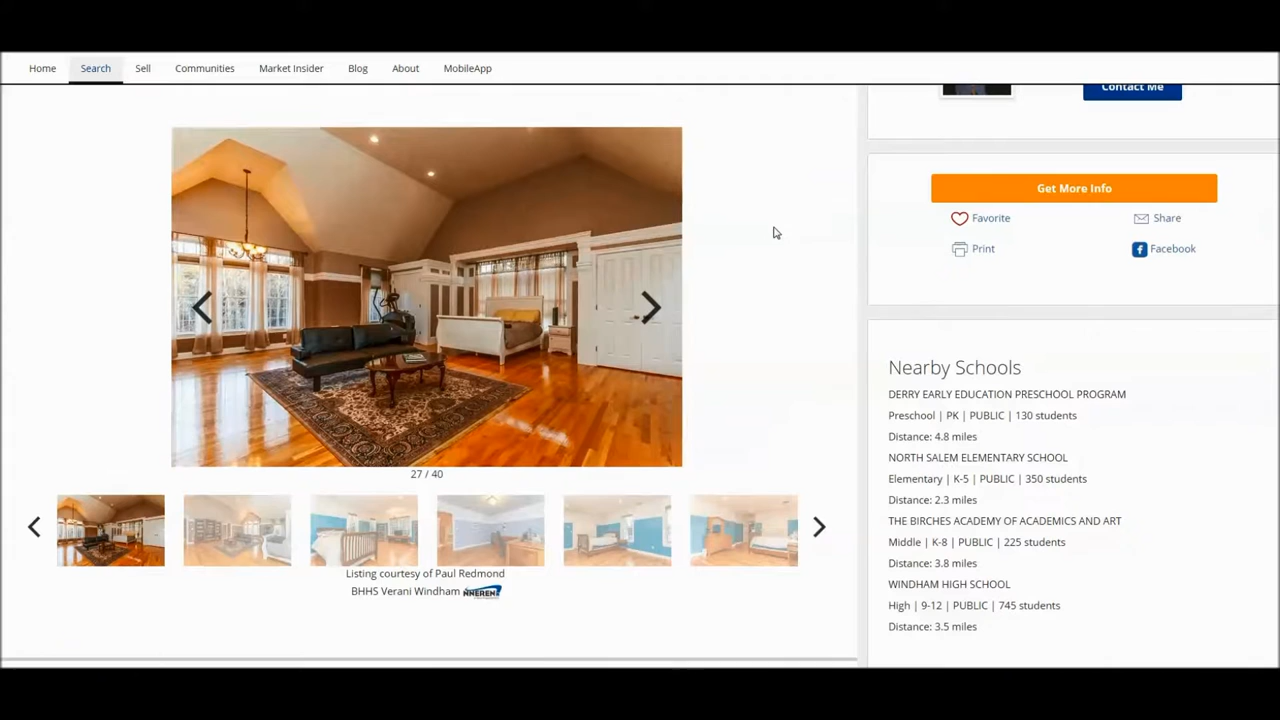 Home
Search
Sell
Communities
Market Insider
Blog
About
MobileApp
Contact Me
Get More Info
Favorite
Share
Print
Facebook
27 / 40
Listing courtesy of Paul Redmond
BHHS Verani Windham NNEREN
Nearby Schools
DERRY EARLY EDUCATION PRESCHOOL PROGRAM
Preschool | PK | PUBLIC | 130 students
Distance: 4.8 miles
NORTH SALEM ELEMENTARY SCHOOL
Elementary | K-5 | PUBLIC | 350 students
Distance: 2.3 miles
THE BIRCHES ACADEMY OF ACADEMICS AND ART
Middle | K-8 | PUBLIC | 225 students
Distance: 3.8 miles
WINDHAM HIGH SCHOOL
High | 9-12 | PUBLIC | 745 students
Distance: 3.5 miles